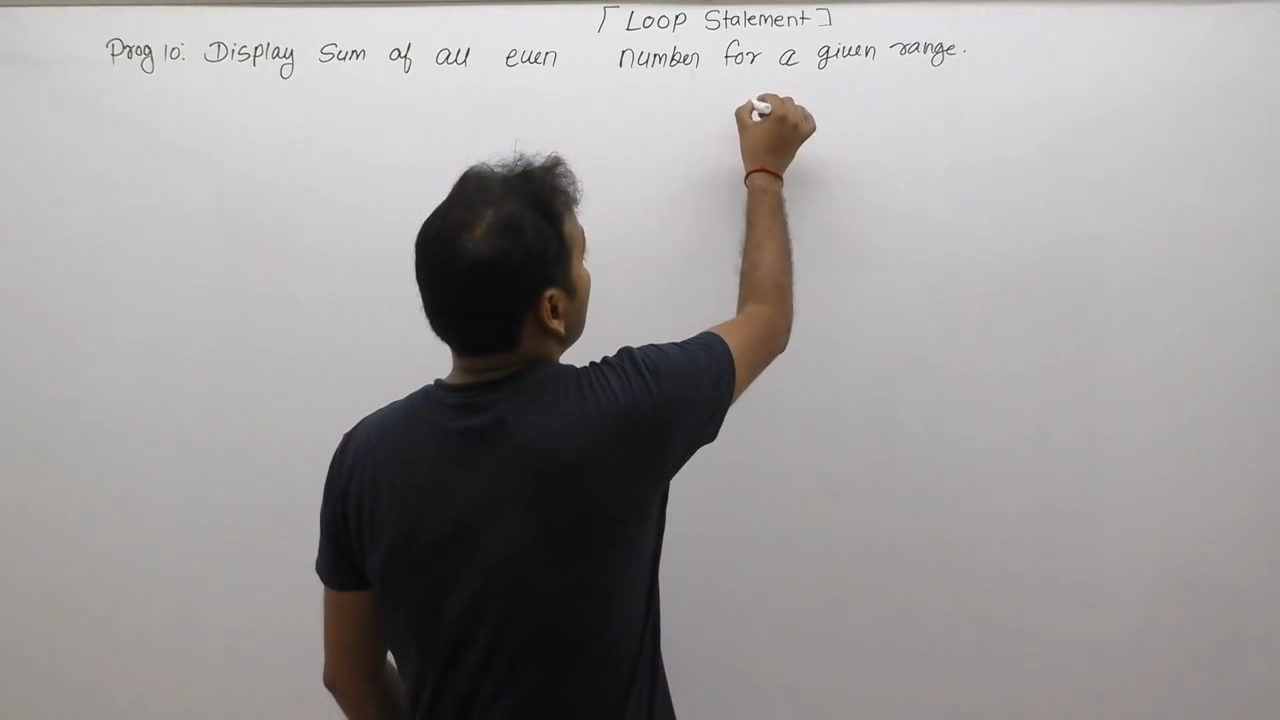 [Loop Statement]
Prog 10: Display Sum of all even number for a given range.